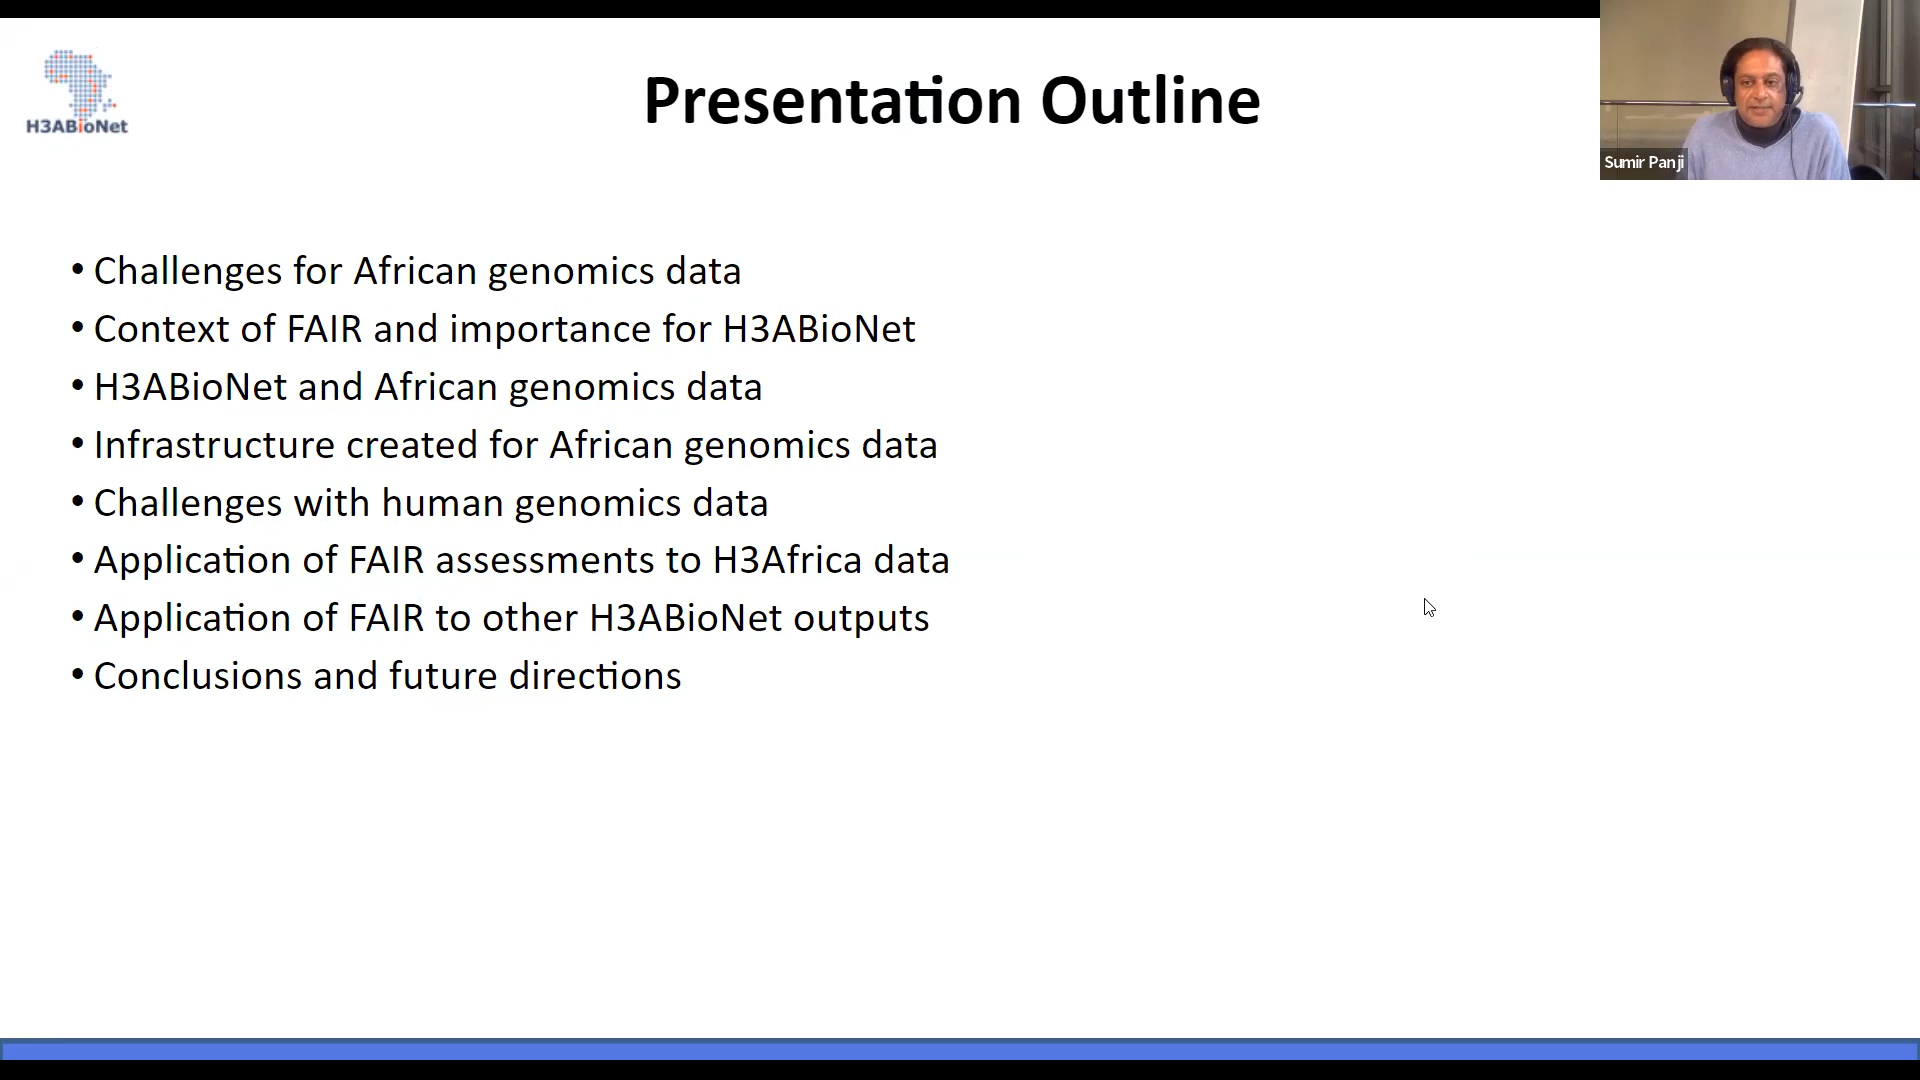 H3ABioNet
Presentation Outline
Sumir Panji
• Challenges for African genomics data
• Context of FAIR and importance for H3ABioNet
• H3ABioNet and African genomics data
• Infrastructure created for African genomics data
• Challenges with human genomics data
• Application of FAIR assessments to H3Africa data
• Application of FAIR to other H3ABioNet outputs
• Conclusions and future directions